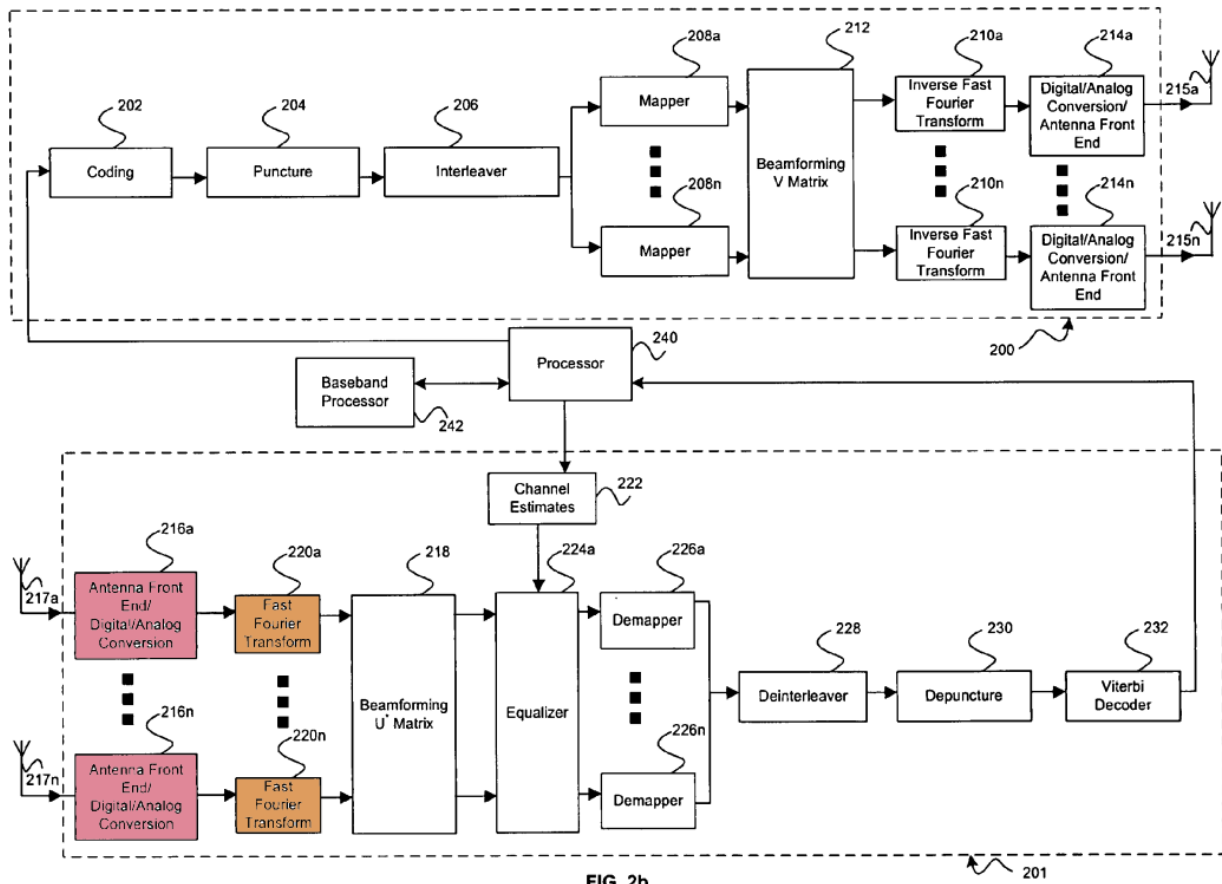 208a
212
210a
214a
202
204
206
Mapper
Inverse Fast
Fourier
Transform
Digital/Analog
Conversion/
Antenna Front
End
215a
Coding
Puncture
Interleaver
Beamforming
V Matrix
208n
210n
214n
Mapper
Inverse Fast
Fourier
Transform
Digital/Analog
Conversion/
Antenna Front
End
215n
200
Processor
240
Baseband
Processor
242
Channel
Estimates
222
216a
220a
218
224a
226a
217a
Antenna Front
End/
Digital/Analog
Conversion
Fast
Fourier
Transform
Demapper
228
230
232
Beamforming
U* Matrix
Equalizer
Deinterleaver
Depuncture
Viterbi
Decoder
216n
220n
226n
217n
Antenna Front
End/
Digital/Analog
Conversion
Fast
Fourier
Transform
Demapper
201
FIG. 2b